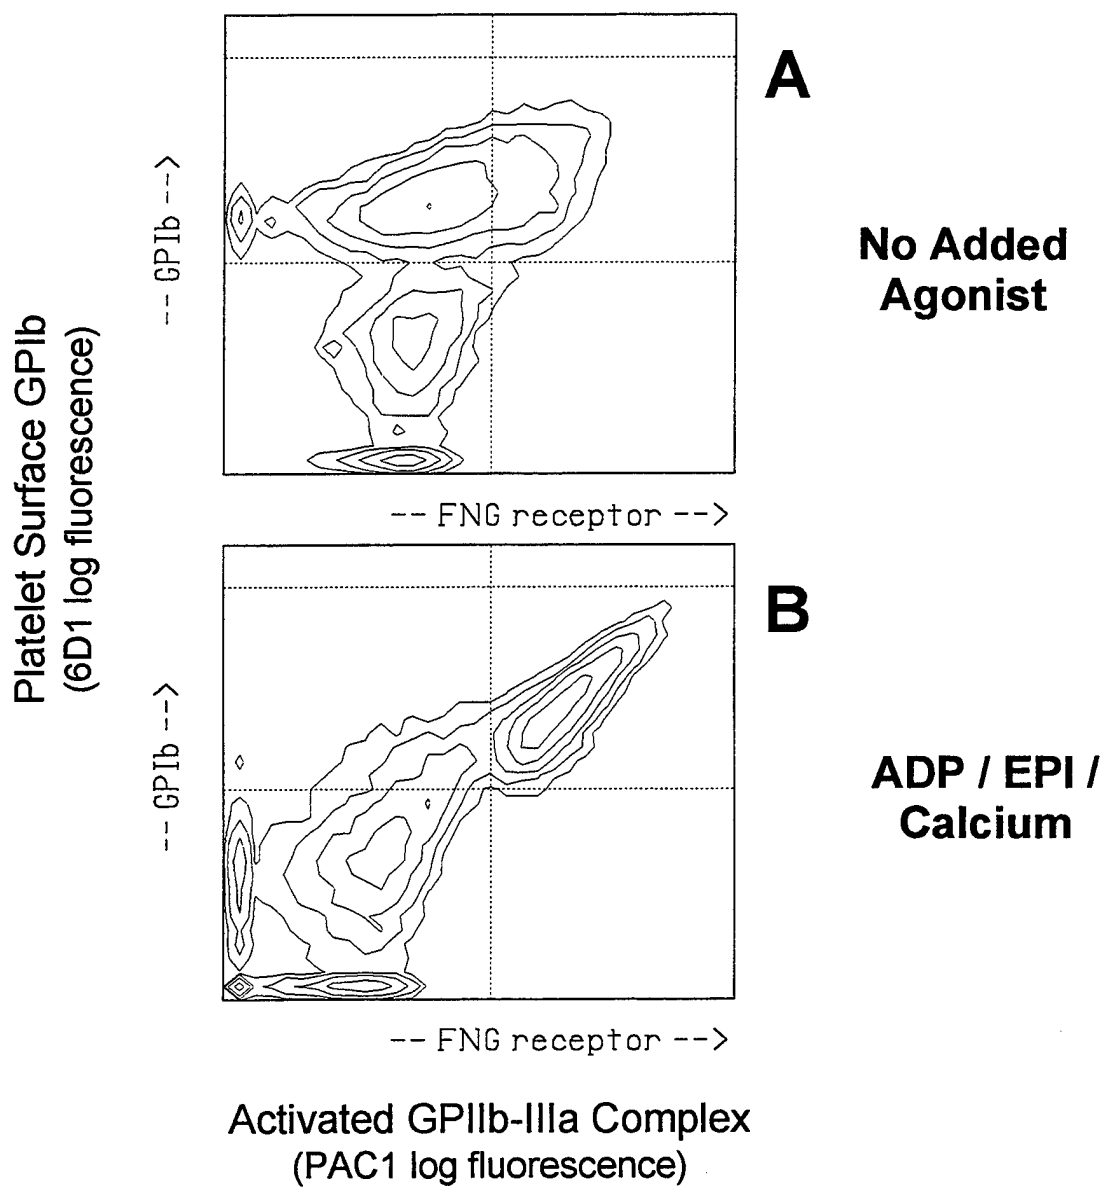 A
-- GPIb -->
No Added
Agonist
-- FNG receptor -->
Platelet Surface GPIb
(6D1 log fluorescence)
B
-- GPIb -->
ADP / EPI /
Calcium
-- FNG receptor -->
Activated GPIIb-IIIa Complex
(PAC1 log fluorescence)